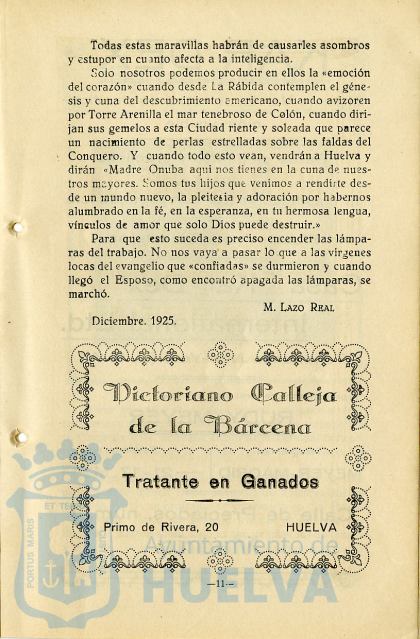 Todas estas maravillas habrán de causarles asombros
y estupor en cuanto afecta a la inteligencia.
Solo nosotros podemos producir en ellos la «emoción
del corazón» cuando desde La Rábida contemplen el géne-
sis y cuna del descubrimiento americano, cuando avizoren
por Torre Arenilla el mar tenebroso de Colón, cuando diri-
jan sus gemelos a esta Ciudad riente y soleada que parece
un nacimiento de perlas estrelladas sobre las faldas del
Conquero. Y cuando todo esto vean, vendrán a Huelva y
dirán «Madre Onuba aquí nos tienes en la cuna de nues-
tros mayores. Somos tus hijos que venimos a rendirte des-
de un mundo nuevo, la pleitesia y adoración por habernos
alumbrado en la fé, en la esperanza, en tu hermosa lengua,
vínculos de amor que solo Dios puede destruir.»
Para que esto suceda es preciso encender las lámpa-
ras del trabajo. No nos vaya a pasar lo que a las vírgenes
locas del evangelio que «confiadas» se durmieron y cuando
llegó el Esposo, como encontró apagada las lámparas, se
marchó.
M. LAZO REAL
Diciembre. 1925.
Victoriano Calleja
de la Bárcena
Tratante en Ganados
Primo de Rivera, 20 HUELVA
—11—
PORTUS MARIS
ET TE
Ayuntamiento de
HUELVA